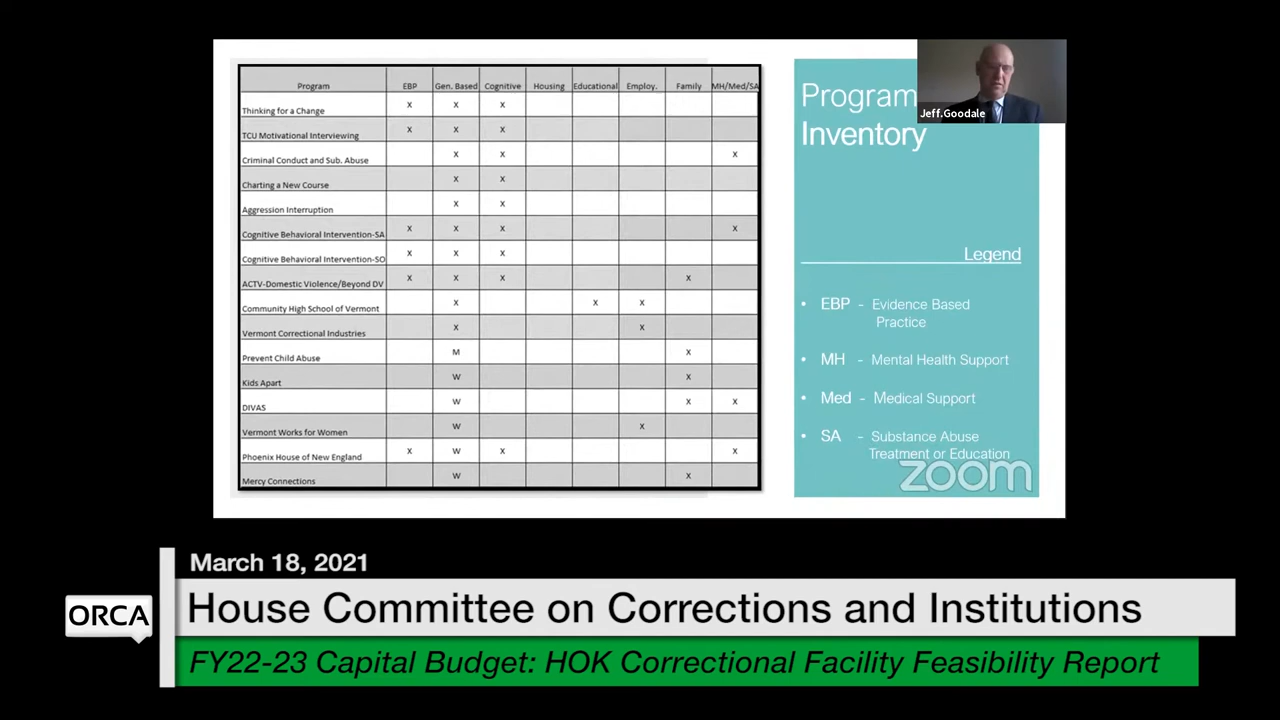 Program EBP Gen. Based Cognitive Housing Educational Employ. Family MH/Med/SA
Thinking for a Change X X X
TCU Motivational Interviewing X X X
Criminal Conduct and Sub. Abuse X X X
Charting a New Course X X
Aggression Interruption X X
Cognitive Behavioral Intervention-SA X X X X
Cognitive Behavioral Intervention-SO X X X
ACTV-Domestic Violence/Beyond DV X X X X
Community High School of Vermont X X X
Vermont Correctional Industries X X
Prevent Child Abuse M X
Kids Apart W X
DIVAS W X X
Vermont Works for Women W X
Phoenix House of New England X W X X
Mercy Connections W X
Jeff.Goodale
Program
Inventory
Legend
• EBP - Evidence Based
Practice
• MH - Mental Health Support
• Med - Medical Support
• SA - Substance Abuse
Treatment or Education
zoom
March 18, 2021
ORCA
House Committee on Corrections and Institutions
FY22-23 Capital Budget: HOK Correctional Facility Feasibility Report